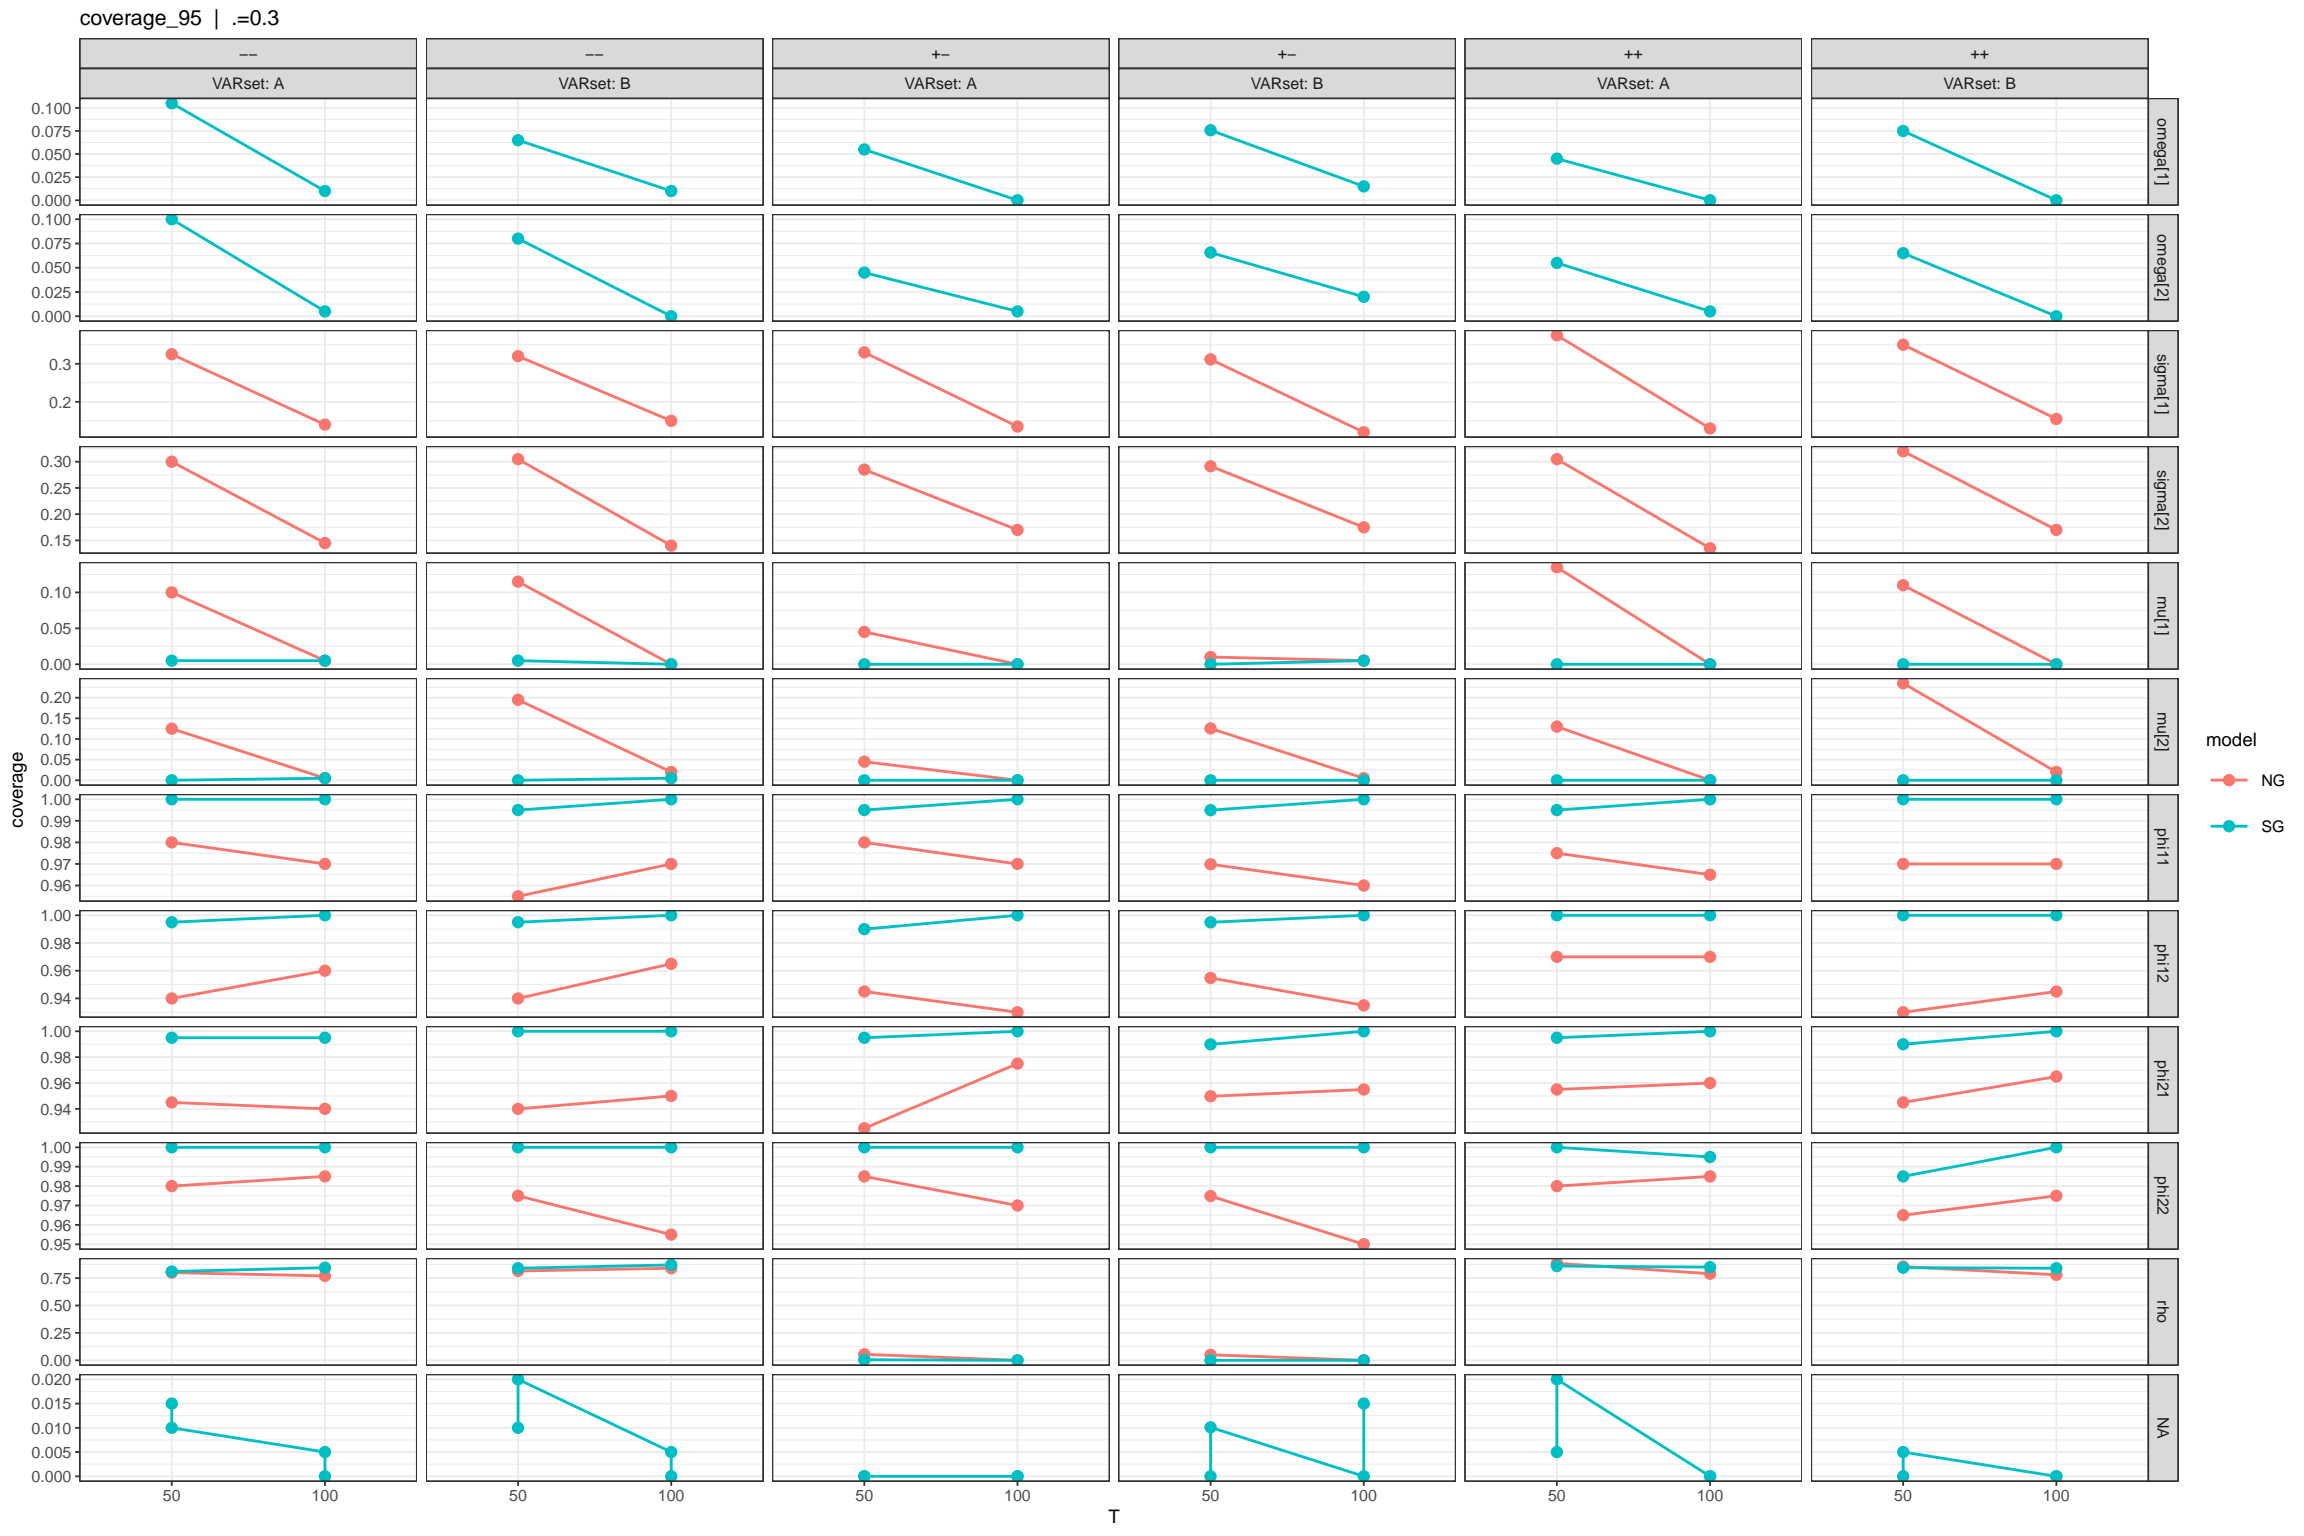 coverage_95 | .=0.3
−− −− +− +− ++ ++
VARset: A VARset: B VARset: A VARset: B VARset: A VARset: B
0.100
0.075
0.050
0.025
0.000
omega[1]
0.100
0.075
0.050
0.025
0.000
omega[2]
0.3
0.2
sigma[1]
0.30
0.25
0.20
0.15
sigma[2]
0.10
0.05
0.00
mu[1]
0.20
0.15
0.10
0.05
0.00
mu[2]
1.00
0.99
0.98
0.97
0.96
phi11
1.00
0.98
0.96
0.94
phi12
1.00
0.98
0.96
0.94
phi21
1.00
0.99
0.98
0.97
0.96
0.95
phi22
0.75
0.50
0.25
0.00
rho
0.020
0.015
0.010
0.005
0.000
NA
50 100 50 100 50 100 50 100 50 100 50 100
T
coverage
model
NG
SG